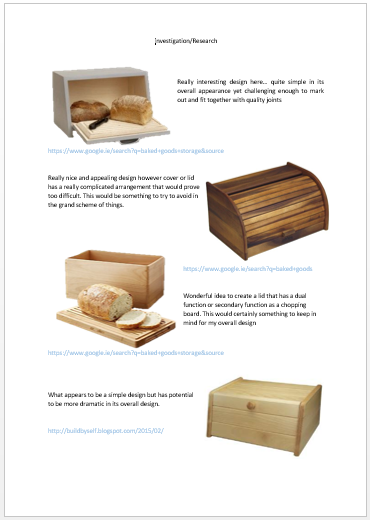 Investigation/Research
Really interesting design here… quite simple in its
overall appearance yet challenging enough to mark
out and fit together with quality joints
https://www.google.ie/search?q=baked+goods+storage&source
Really nice and appealing design however cover or lid
has a really complicated arrangement that would prove
too difficult. This would be something to try to avoid in
the grand scheme of things.
https://www.google.ie/search?q=baked+goods
Wonderful idea to create a lid that has a dual
function or secondary function as a chopping
board. This would certainly something to keep in
mind for my overall design
https://www.google.ie/search?q=baked+goods+storage&source
What appears to be a simple design but has potential
to be more dramatic in its overall design.
http://buildbyself.blogspot.com/2015/02/